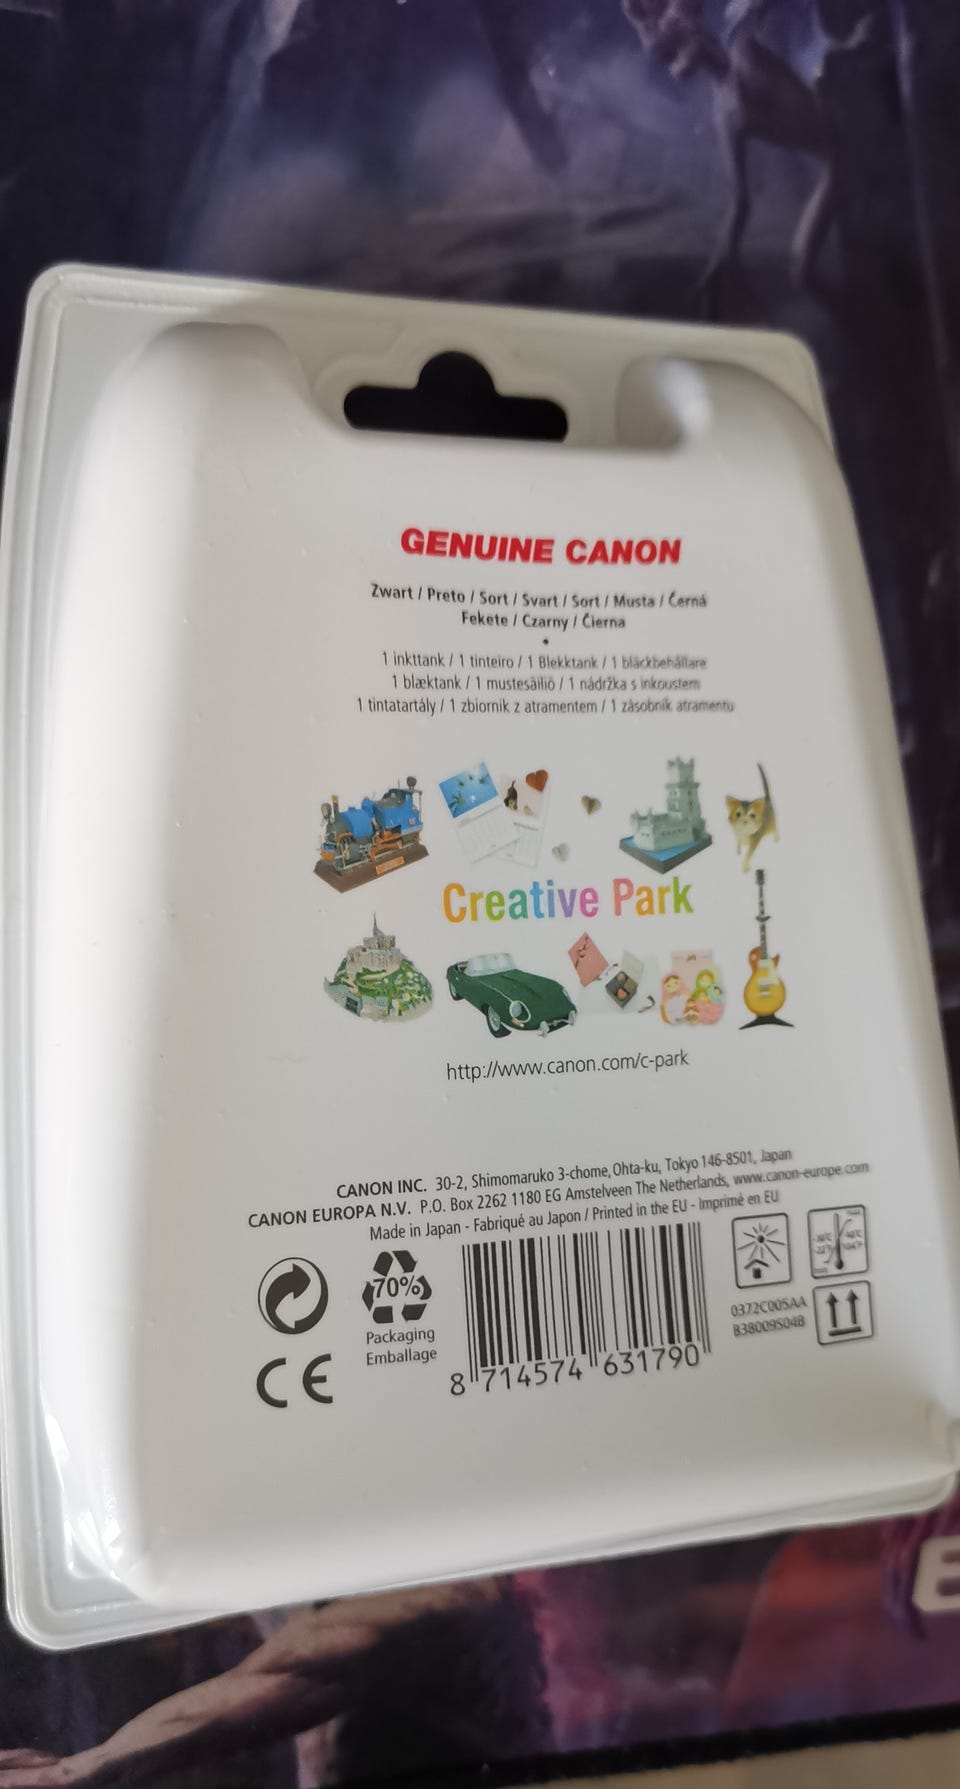 GENUINE CANON
Zwart / Preto / Sort / Svart / Sort / Musta / Černá
Fekete / Czarny / Čierna
•
1 inkttank / 1 tinteiro / 1 Blekktank / 1 bläckbehållare
1 blæktank / 1 mustesäiliö / 1 nádržka s inkoustem
1 tintatartály / 1 zbiornik z atramentem / 1 zásobník atramentu
Creative Park
http://www.canon.com/c-park
CANON INC. 30-2, Shimomaruko 3-chome, Ohta-ku, Tokyo 146-8501, Japan
CANON EUROPA N.V. P.O. Box 2262 1180 EG Amstelveen The Netherlands, www.canon-europe.com
Made in Japan - Fabriqué au Japon / Printed in the EU - Imprimé en EU
70%
Packaging
Emballage
CE
8 714574 631790
0372C005AA
B38009S04B
E